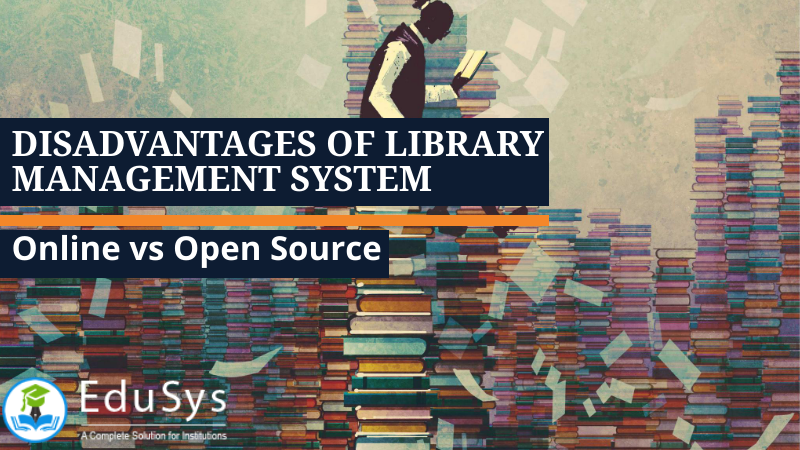 DISADVANTAGES OF LIBRARY
MANAGEMENT SYSTEM
Online vs Open Source
EduSys
A Complete Solution for Institutions